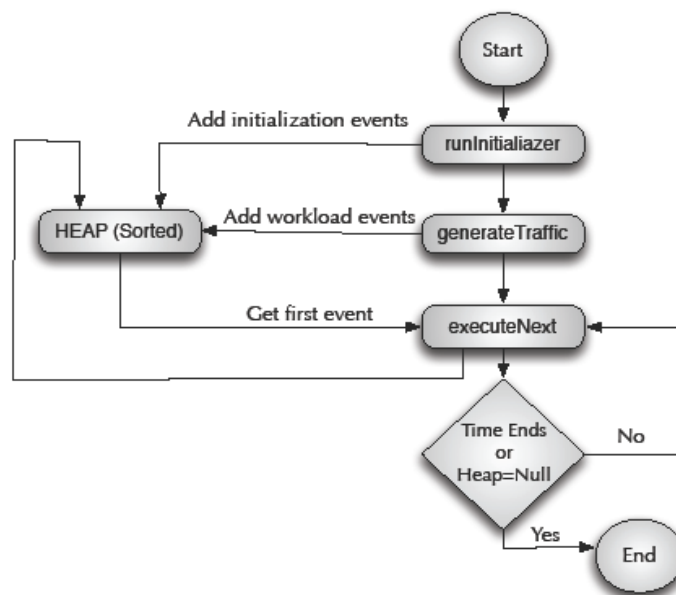 Start
Add initialization events
runInitialiazer
HEAP (Sorted)
Add workload events
generateTraffic
Get first event
executeNext
Time Ends
or
Heap=Null
No
Yes
End